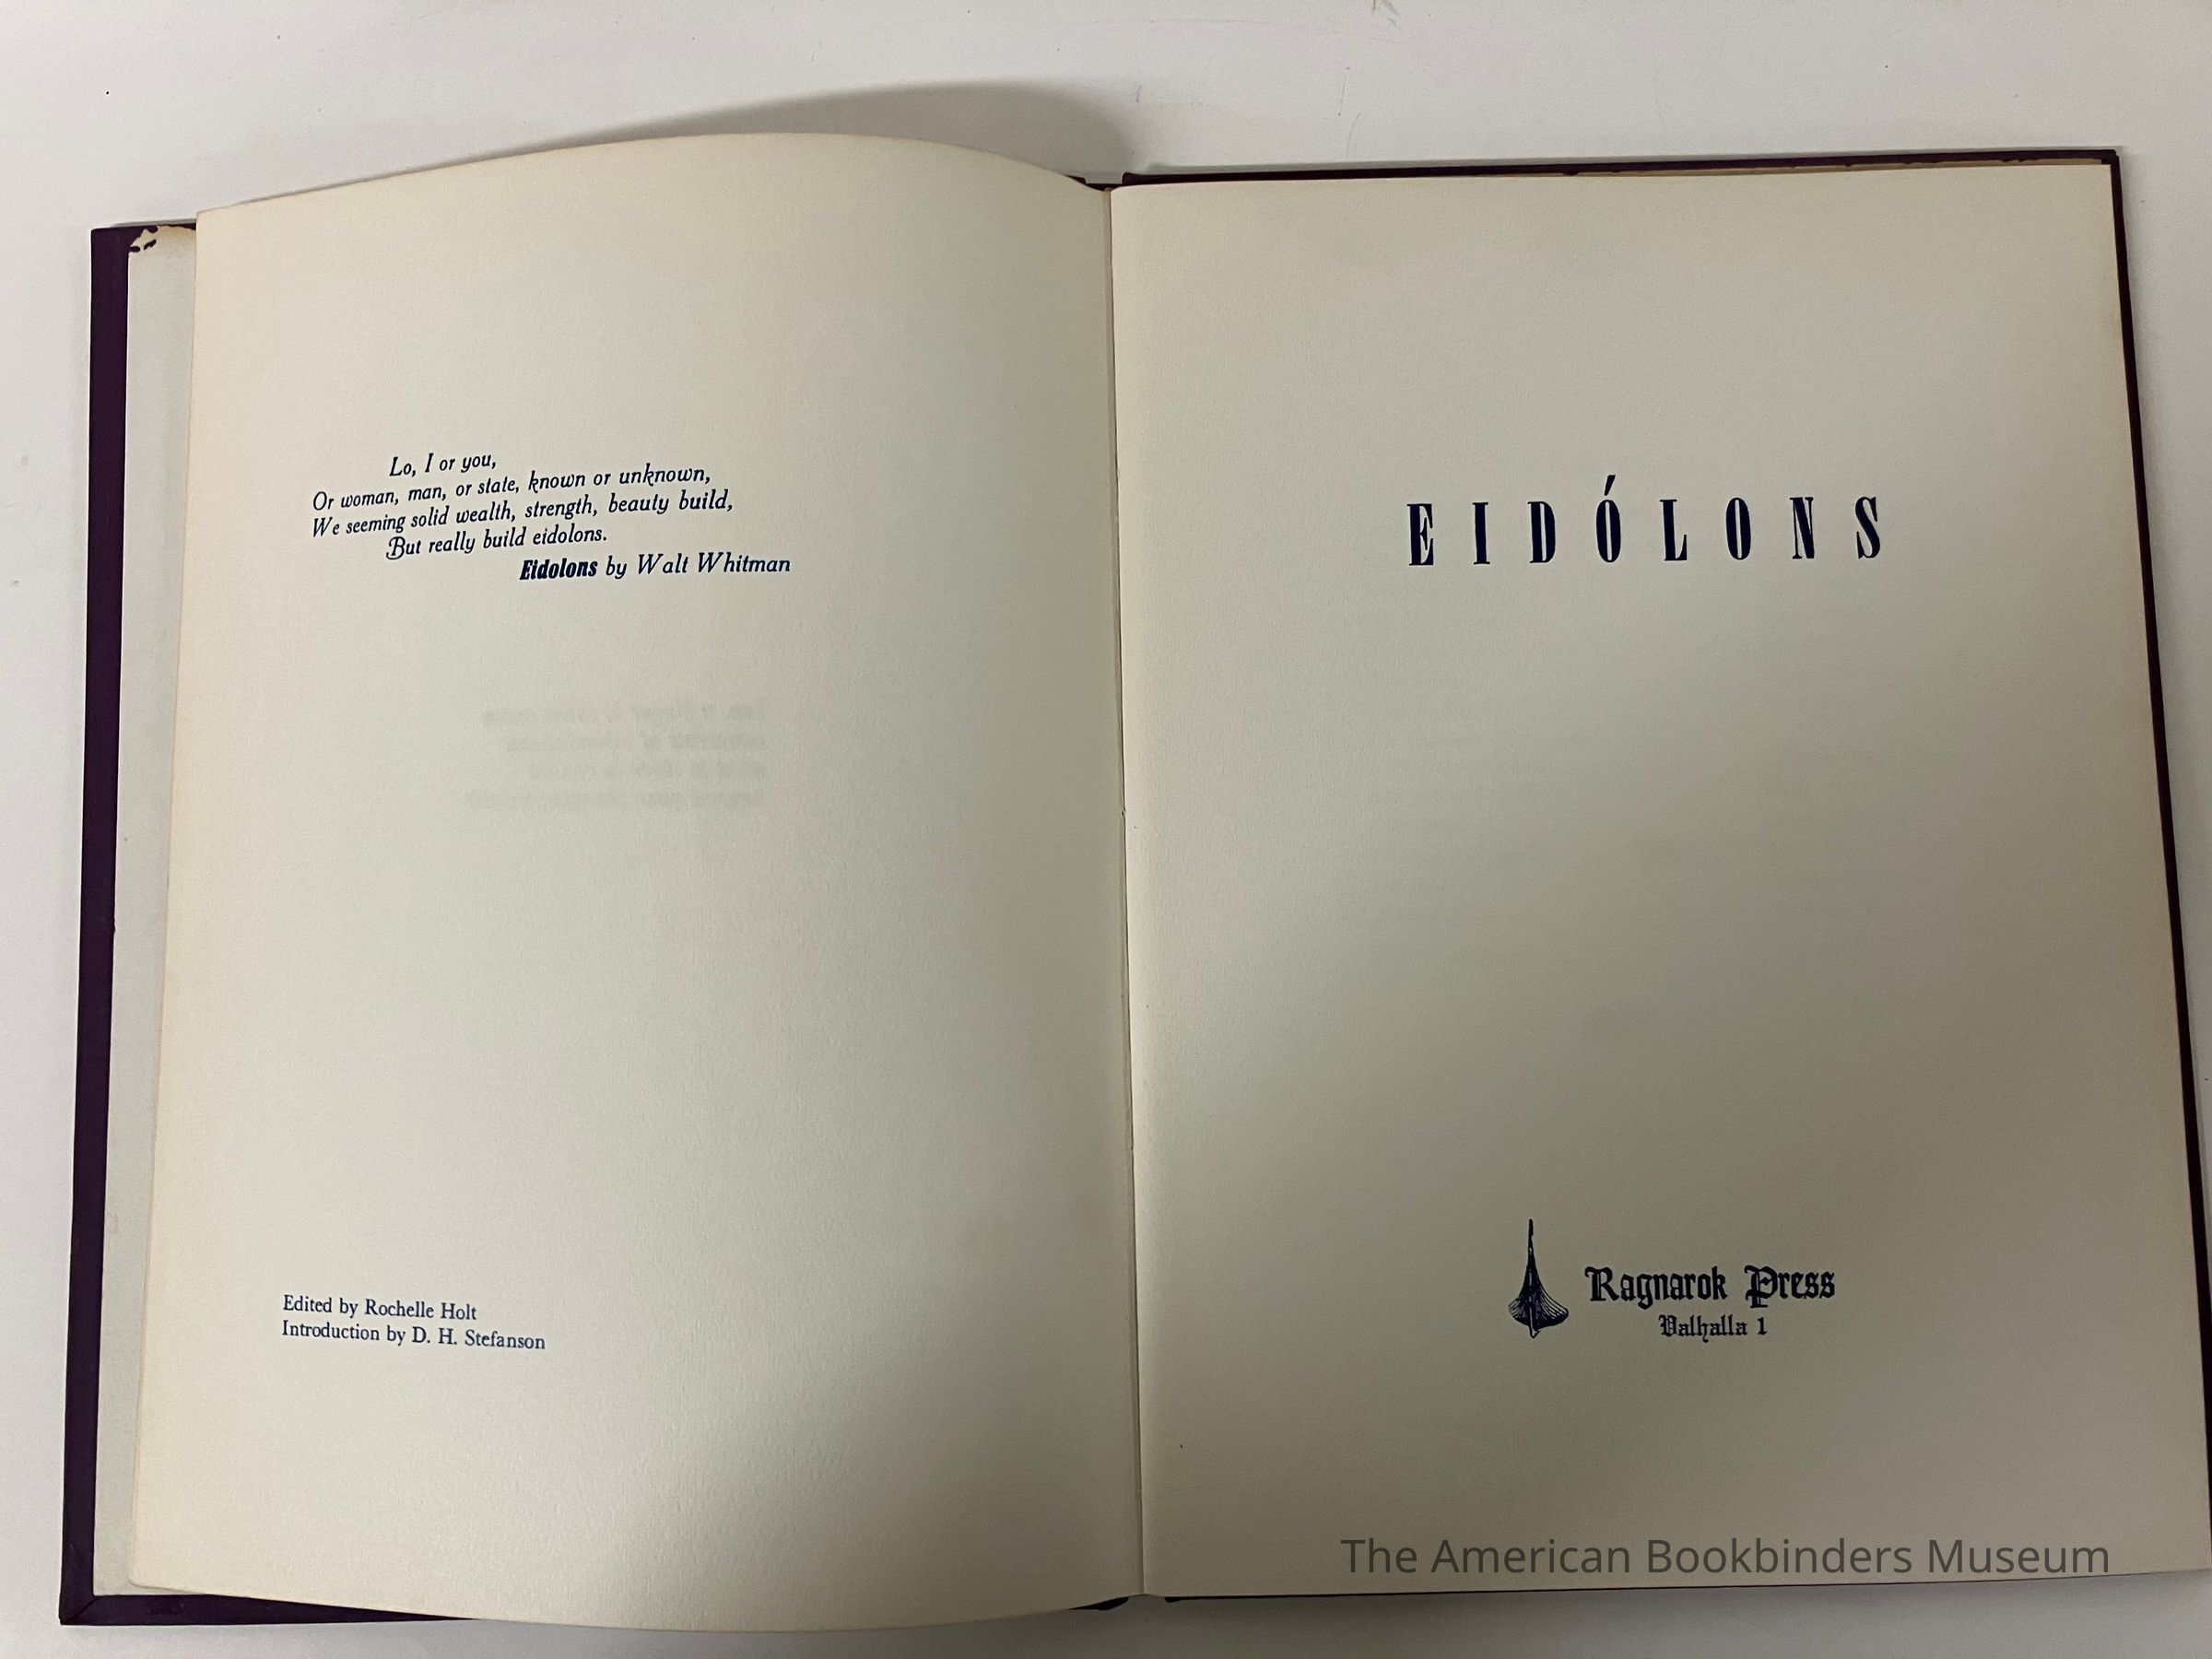 Lo, I or you,
Or woman, man, or state, known or unknown,
We seeming solid wealth, strength, beauty build,
But really build eidolons.
Eidolons by Walt Whitman
Edited by Rochelle Holt
Introduction by D. H. Stefanson
EIDÓLONS
Ragnarok Press
Valhalla 1
The American Bookbinders Museum